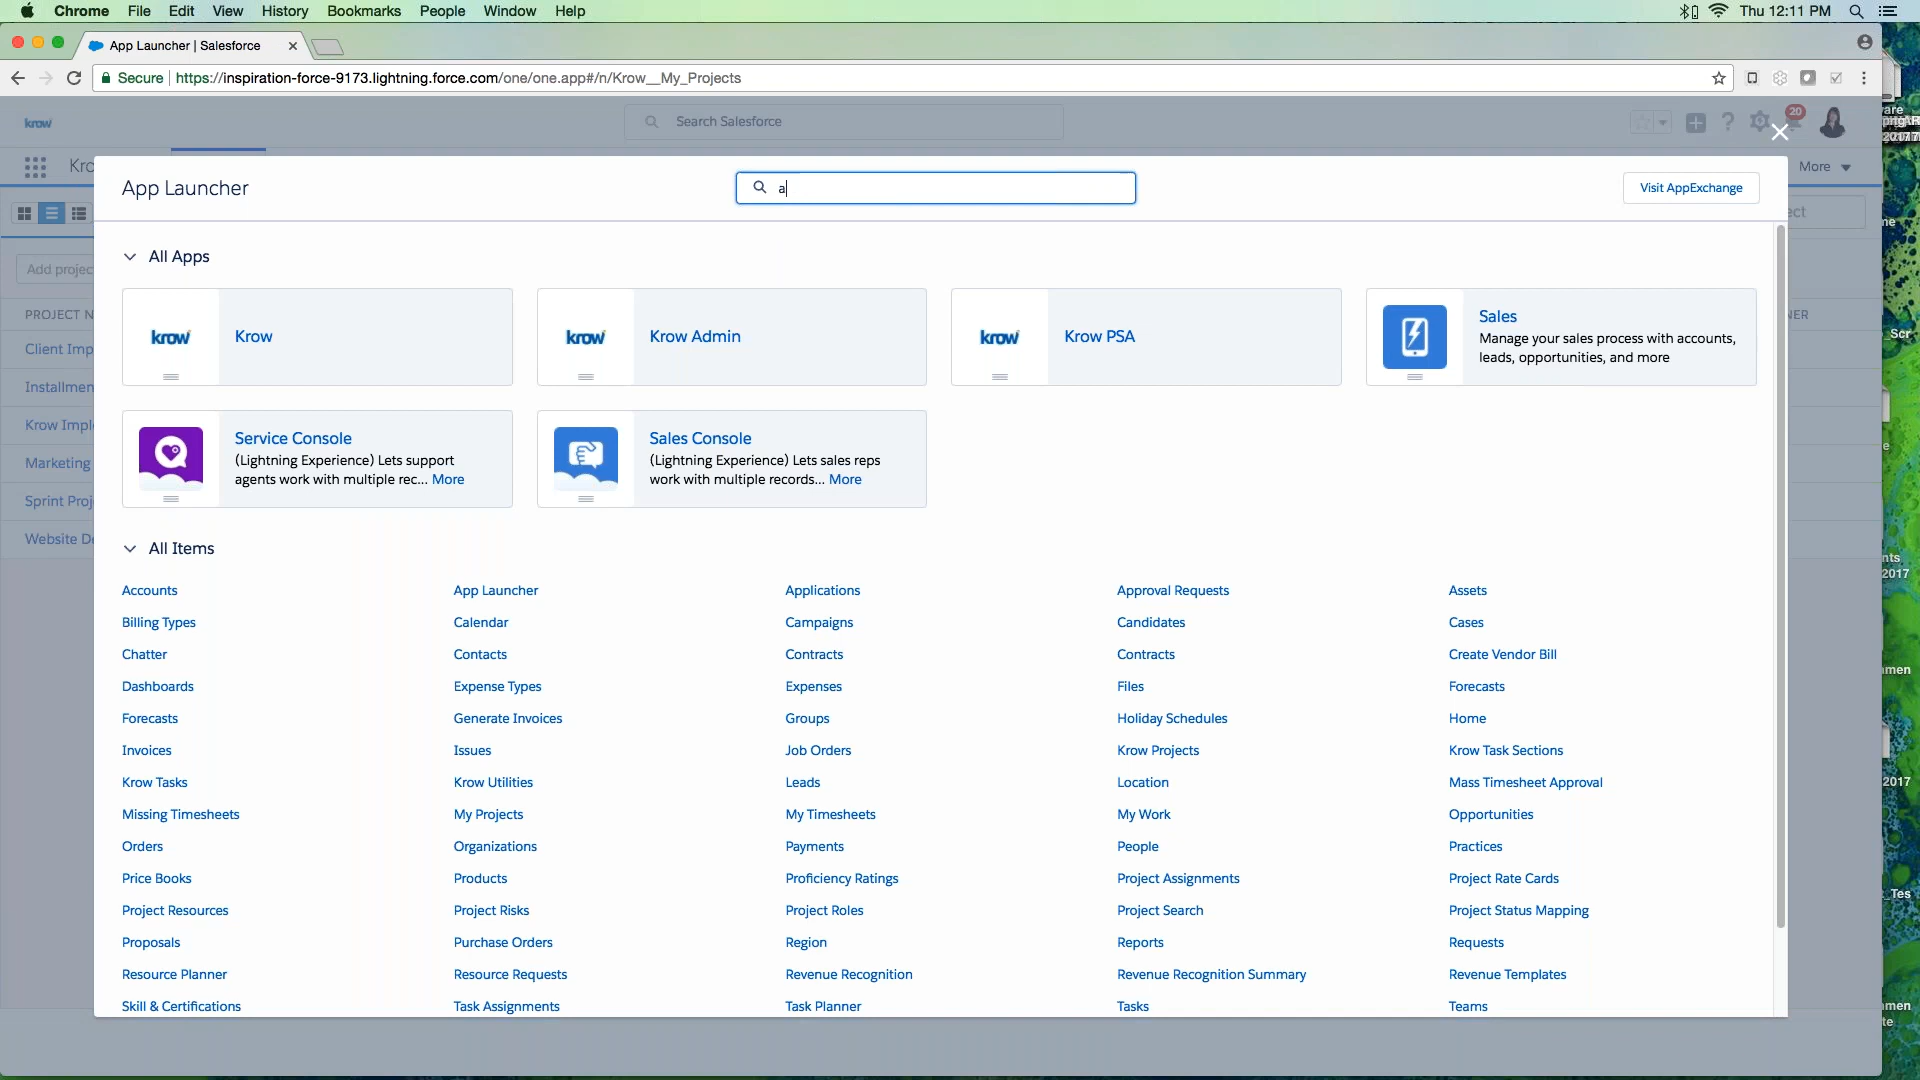 Chrome File Edit View History Bookmarks People Window Help Thu 12:11 PM
App Launcher | Salesforce
Secure https://inspiration-force-9173.lightning.force.com/one/one.app#/n/Krow__My_Projects
krow Search Salesforce 20
Kro More
App Launcher a Visit AppExchange
ect
Add projec
All Apps
PROJECT N
NER
krow Krow
krow Krow Admin
krow Krow PSA
Sales
Manage your sales process with accounts,
leads, opportunities, and more
Client Imp
Installmen
Krow Imple
Marketing
Sprint Proj
Website De
Service Console
(Lightning Experience) Lets support
agents work with multiple rec... More
Sales Console
(Lightning Experience) Lets sales reps
work with multiple records... More
All Items
Accounts App Launcher Applications Approval Requests Assets
Billing Types Calendar Campaigns Candidates Cases
Chatter Contacts Contracts Contracts Create Vendor Bill
Dashboards Expense Types Expenses Files Forecasts
Forecasts Generate Invoices Groups Holiday Schedules Home
Invoices Issues Job Orders Krow Projects Krow Task Sections
Krow Tasks Krow Utilities Leads Location Mass Timesheet Approval
Missing Timesheets My Projects My Timesheets My Work Opportunities
Orders Organizations Payments People Practices
Price Books Products Proficiency Ratings Project Assignments Project Rate Cards
Project Resources Project Risks Project Roles Project Search Project Status Mapping
Proposals Purchase Orders Region Reports Requests
Resource Planner Resource Requests Revenue Recognition Revenue Recognition Summary Revenue Templates
Skill & Certifications Task Assignments Task Planner Tasks Teams